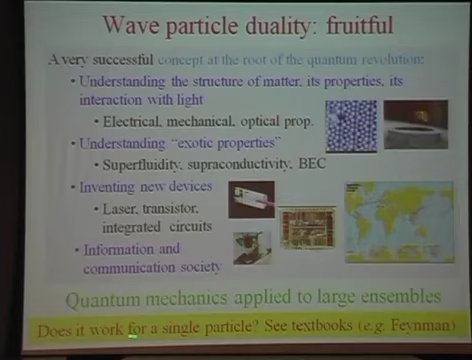 Wave particle duality: fruitful
A very successful concept at the root of the quantum revolution:
• Understanding the structure of matter, its properties, its
interaction with light
• Electrical, mechanical, optical prop.
• Understanding “exotic properties”
• Superfluidity, supraconductivity, BEC
• Inventing new devices
• Laser, transistor,
integrated circuits
• Information and
communication society
Quantum mechanics applied to large ensembles
Does it work for a single particle? See textbooks (e.g. Feynman)